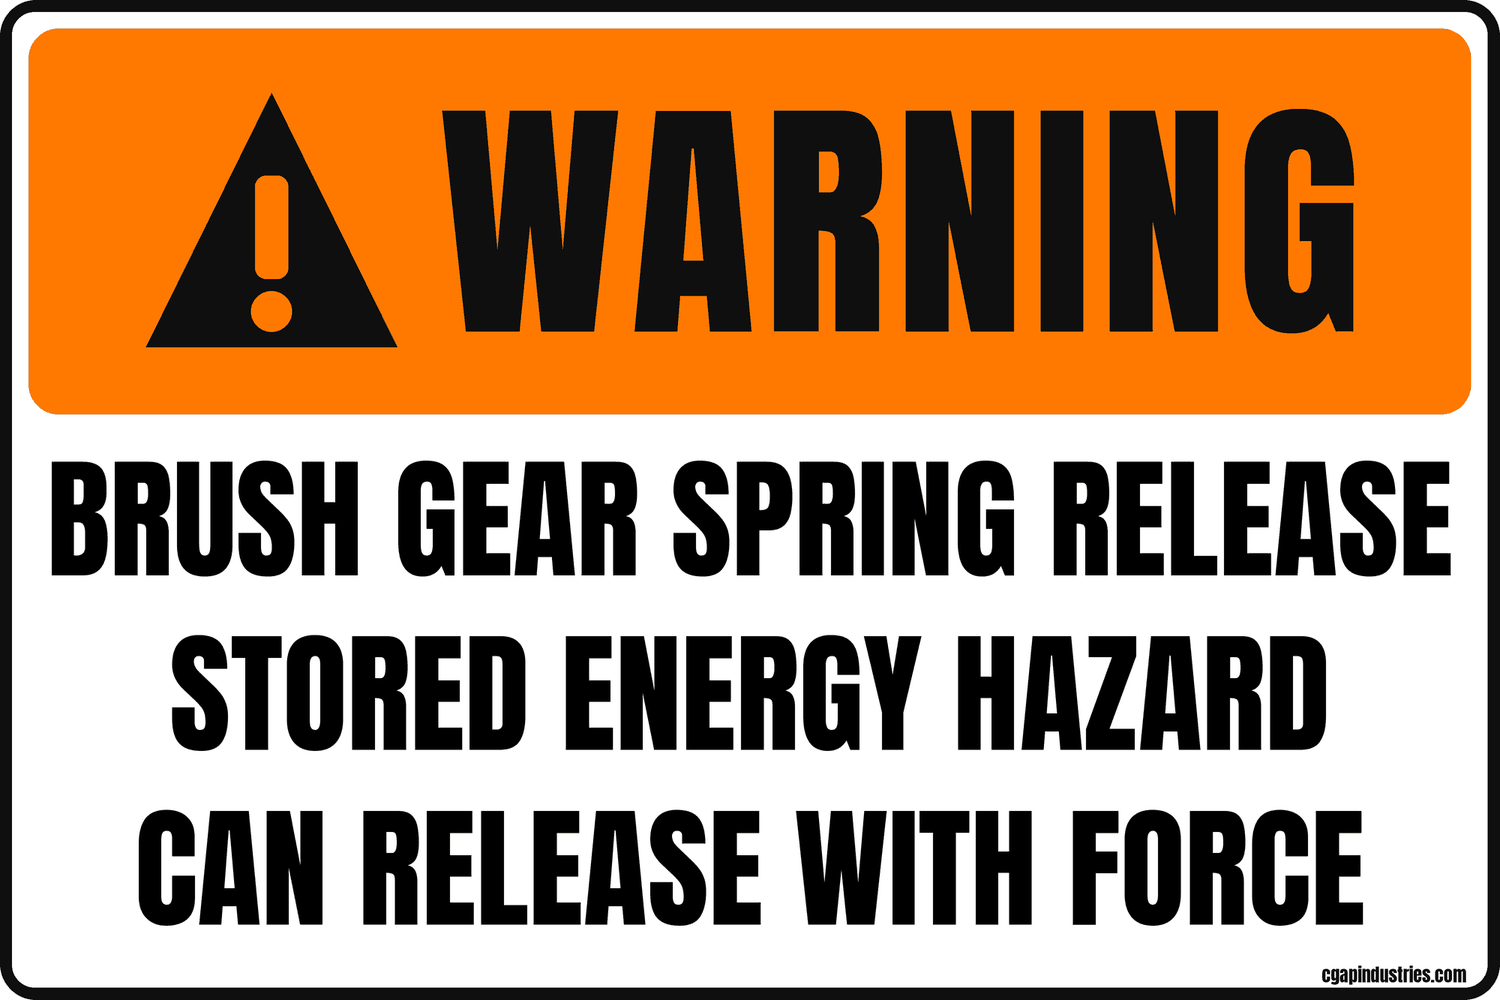 WARNING
BRUSH GEAR SPRING RELEASE
STORED ENERGY HAZARD
CAN RELEASE WITH FORCE
cgapindustries.com